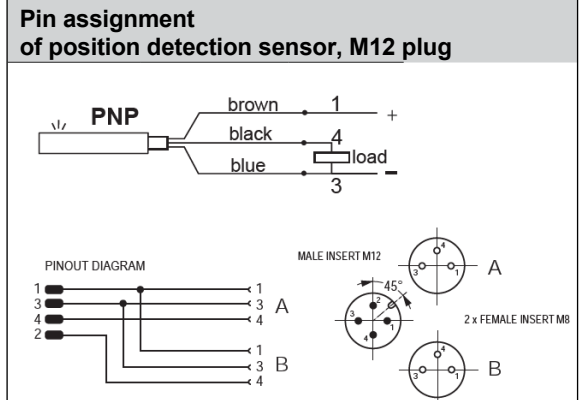 Pin assignment
of position detection sensor, M12 plug
PNP
brown 1 +
black 4
load
blue 3 -
PINOUT DIAGRAM
1
3
4
2
1
3 A
4
1
3 B
4
MALE INSERT M12
45°
2
3 1
4
4
3 1
A
2 x FEMALE INSERT M8
4
3 1
B